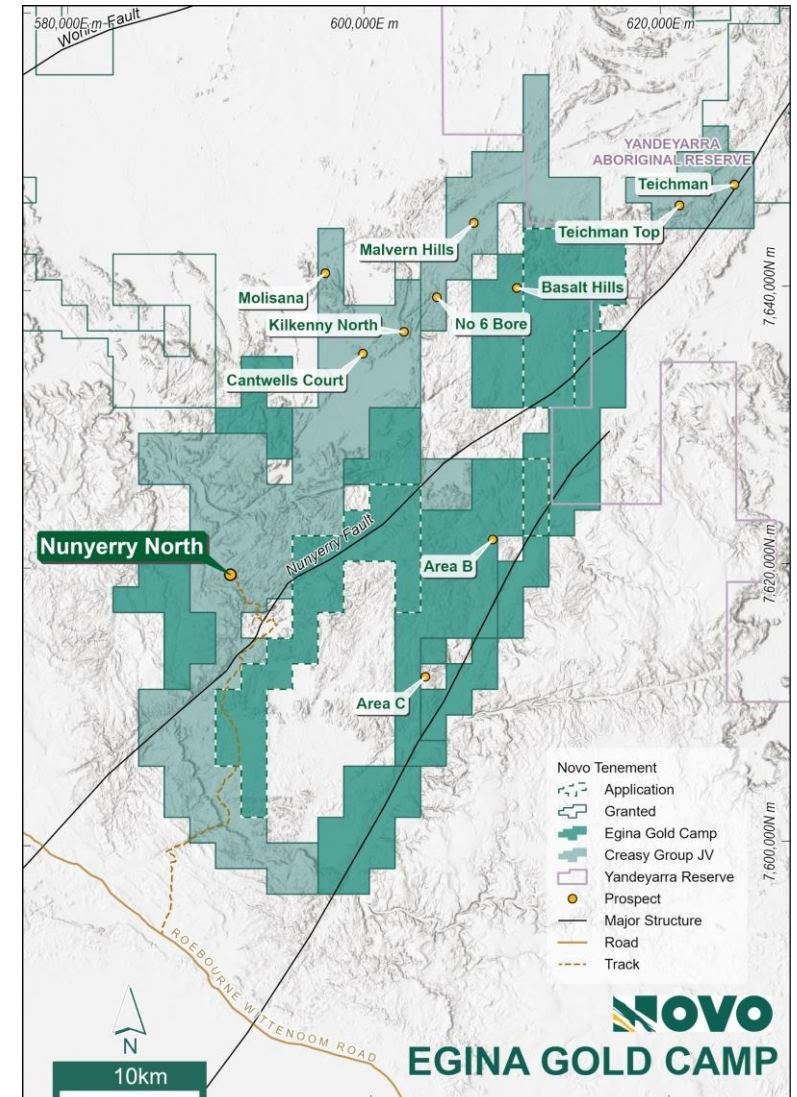 580,000E m
600,000E m
620,000E m
YANDEYARRA
ABORIGINAL RESERVE
Teichman
Teichman Top
Malvern Hills
Molisana
Basalt Hills
No 6 Bore
Kilkenny North
Cantwells Court
7,640,000N m
Nunyerry North
Nunyerry Fault
Area B
7,620,000N m
Area C
7,600,000N m
Novo Tenement
Application
Granted
Egina Gold Camp
Creasy Group JV
Yandeyarra Reserve
Prospect
Major Structure
Road
Track
ROEBOURNE WITTENOOM ROAD
N
10km
NOVO
EGINA GOLD CAMP